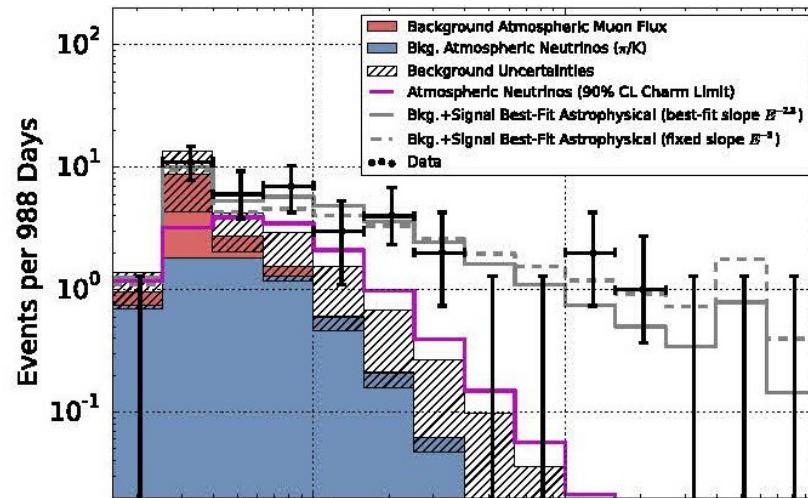 10²
10¹
10⁰
10⁻¹
Events per 988 Days
Background Atmospheric Muon Flux
Bkg. Atmospheric Neutrinos (π/K)
Background Uncertainties
Atmospheric Neutrinos (90% CL Charm Limit)
Bkg.+Signal Best-Fit Astrophysical (best-fit slope E⁻²·³)
Bkg.+Signal Best-Fit Astrophysical (fixed slope E⁻²)
Data